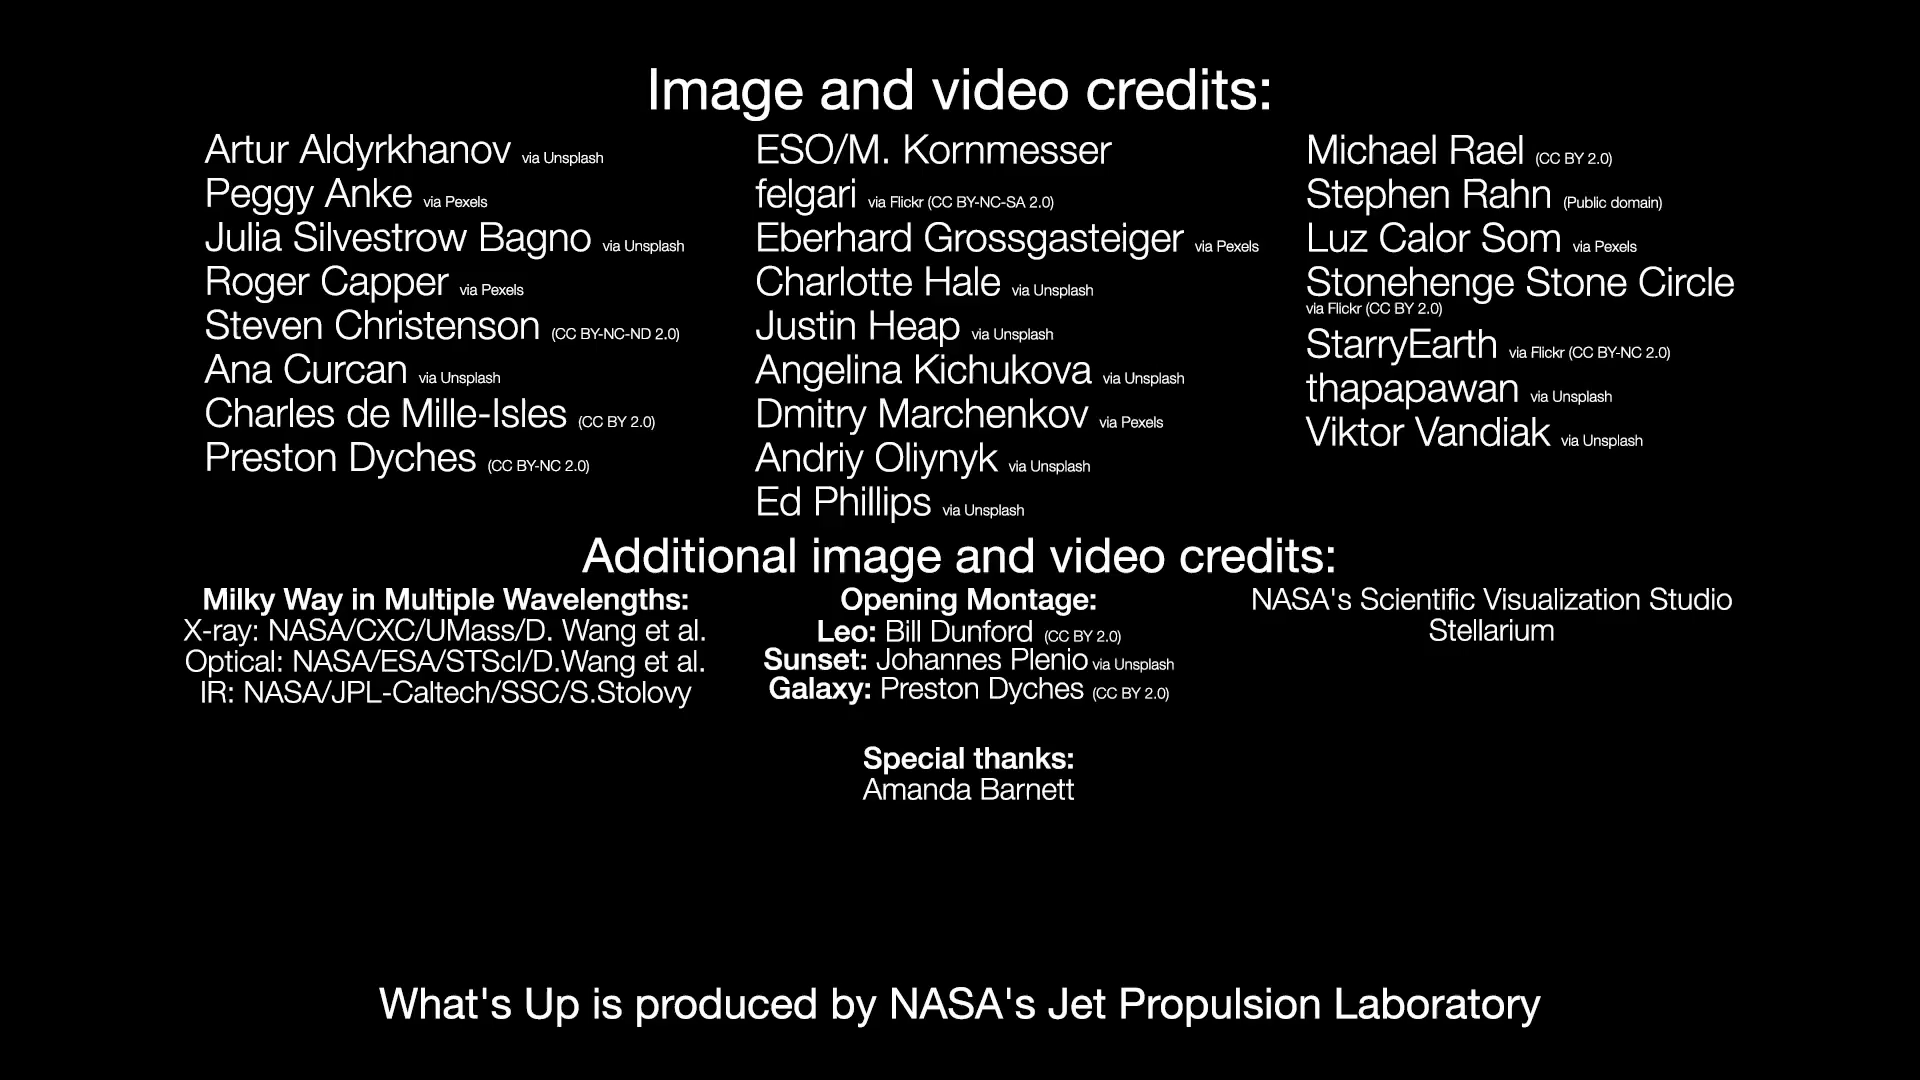 Image and video credits:
Artur Aldyrkhanov via Unsplash
Peggy Anke via Pexels
Julia Silvestrow Bagno via Unsplash
Roger Capper via Pexels
Steven Christenson (CC BY-NC-ND 2.0)
Ana Curcan via Unsplash
Charles de Mille-Isles (CC BY 2.0)
Preston Dyches (CC BY-NC 2.0)
ESO/M. Kornmesser
felgari via Flickr (CC BY-NC-SA 2.0)
Eberhard Grossgasteiger via Pexels
Charlotte Hale via Unsplash
Justin Heap via Unsplash
Angelina Kichukova via Unsplash
Dmitry Marchenkov via Pexels
Andriy Oliynyk via Unsplash
Ed Phillips via Unsplash
Michael Rael (CC BY 2.0)
Stephen Rahn (Public domain)
Luz Calor Som via Pexels
Stonehenge Stone Circle
via Flickr (CC BY 2.0)
StarryEarth via Flickr (CC BY-NC 2.0)
thapapawan via Unsplash
Viktor Vandiak via Unsplash
Additional image and video credits:
Milky Way in Multiple Wavelengths:
X-ray: NASA/CXC/UMass/D. Wang et al.
Optical: NASA/ESA/STScI/D.Wang et al.
IR: NASA/JPL-Caltech/SSC/S.Stolovy
Opening Montage:
Leo: Bill Dunford (CC BY 2.0)
Sunset: Johannes Plenio via Unsplash
Galaxy: Preston Dyches (CC BY 2.0)
NASA's Scientific Visualization Studio
Stellarium
Special thanks:
Amanda Barnett
What's Up is produced by NASA's Jet Propulsion Laboratory